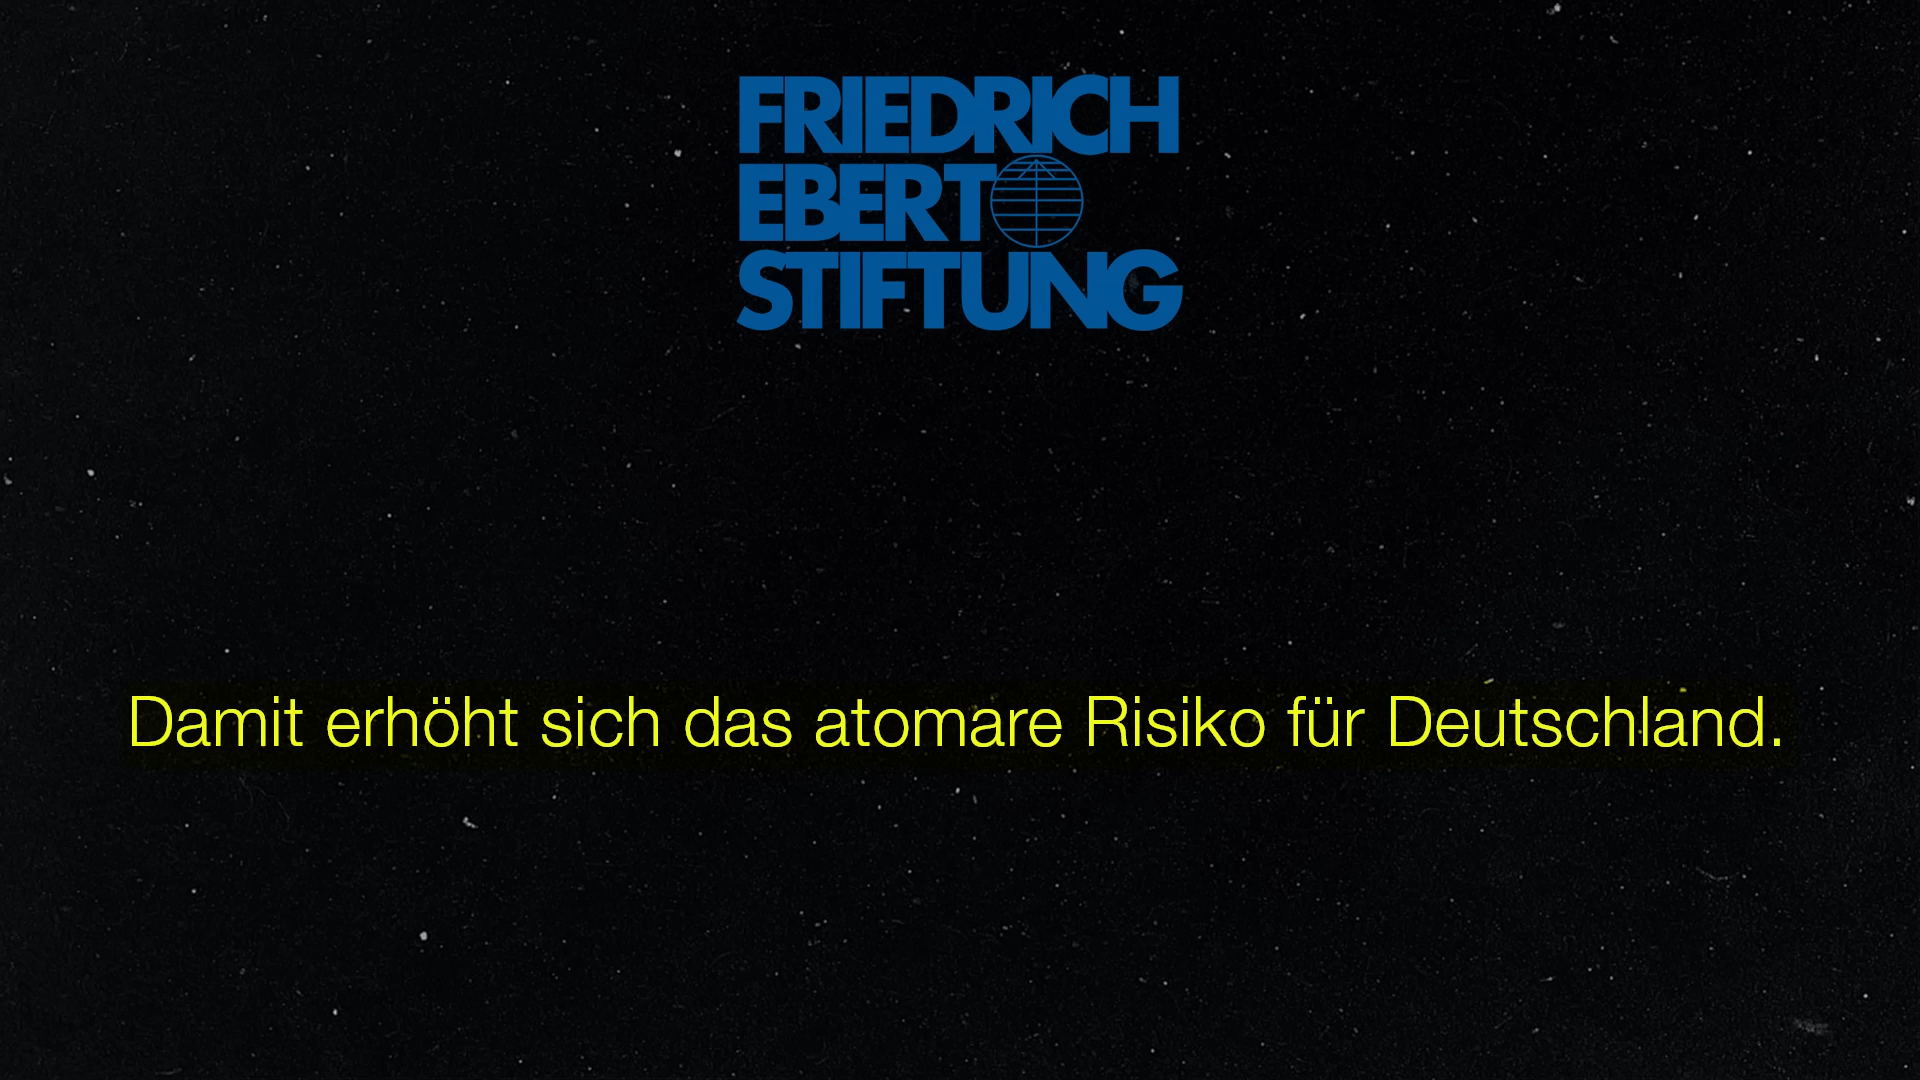 FRIEDRICH
EBERT
STIFTUNG
Damit erhöht sich das atomare Risiko für Deutschland.